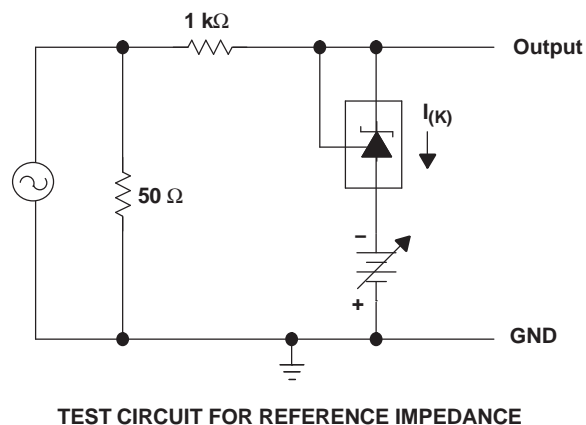 1 kΩ
Output
I(K)
50 Ω
−
+
GND
TEST CIRCUIT FOR REFERENCE IMPEDANCE